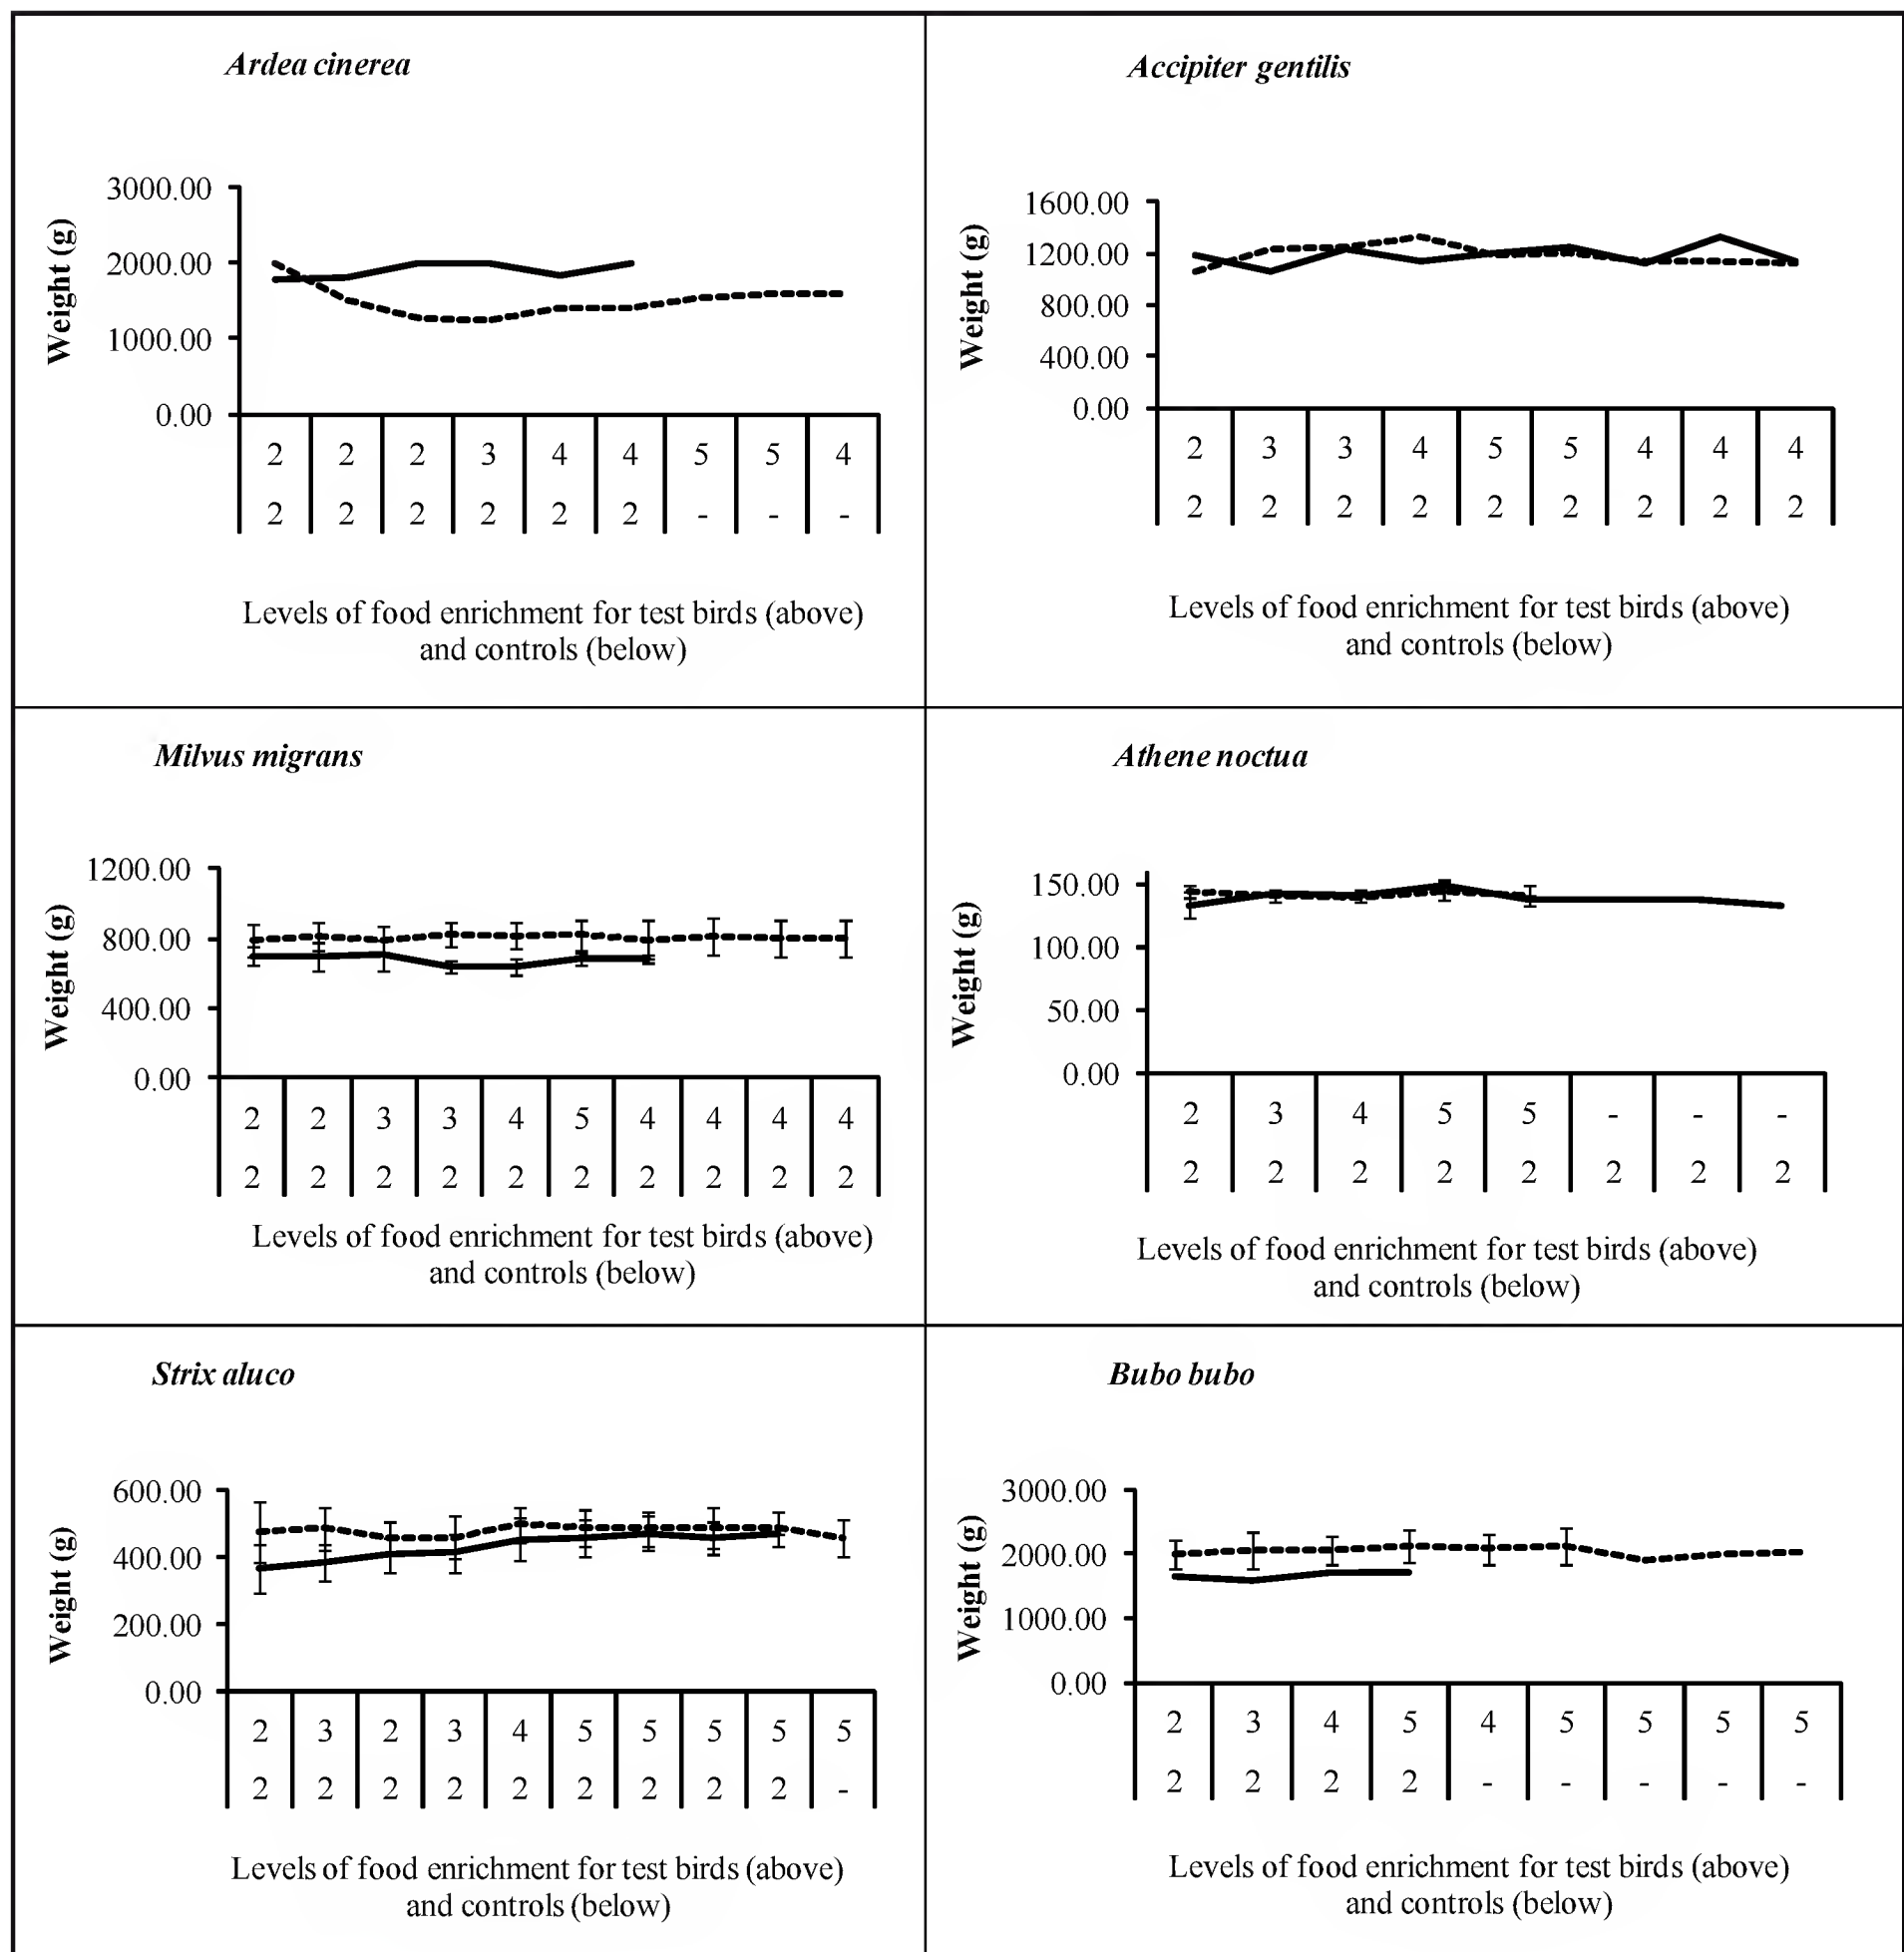 Ardea cinerea
Weight (g)
3000.00
2000.00
1000.00
0.00
2 2 2 3 4 4 5 5 4
2 2 2 2 2 2 - - -
Levels of food enrichment for test birds (above)
and controls (below)
Accipiter gentilis
Weight (g)
1600.00
1200.00
800.00
400.00
0.00
2 3 3 4 5 5 4 4 4
2 2 2 2 2 2 2 2 2
Levels of food enrichment for test birds (above)
and controls (below)
Milvus migrans
Weight (g)
1200.00
800.00
400.00
0.00
2 2 3 3 4 5 4 4 4 4
2 2 2 2 2 2 2 2 2 2
Levels of food enrichment for test birds (above)
and controls (below)
Athene noctua
Weight (g)
150.00
100.00
50.00
0.00
2 3 4 5 5 - - -
2 2 2 2 2 2 2 2
Levels of food enrichment for test birds (above)
and controls (below)
Strix aluco
Weight (g)
600.00
400.00
200.00
0.00
2 3 2 3 4 5 5 5 5 5
2 2 2 2 2 2 2 2 2 -
Levels of food enrichment for test birds (above)
and controls (below)
Bubo bubo
Weight (g)
3000.00
2000.00
1000.00
0.00
2 3 4 5 4 5 5 5 5
2 2 2 2 - - - - -
Levels of food enrichment for test birds (above)
and controls (below)